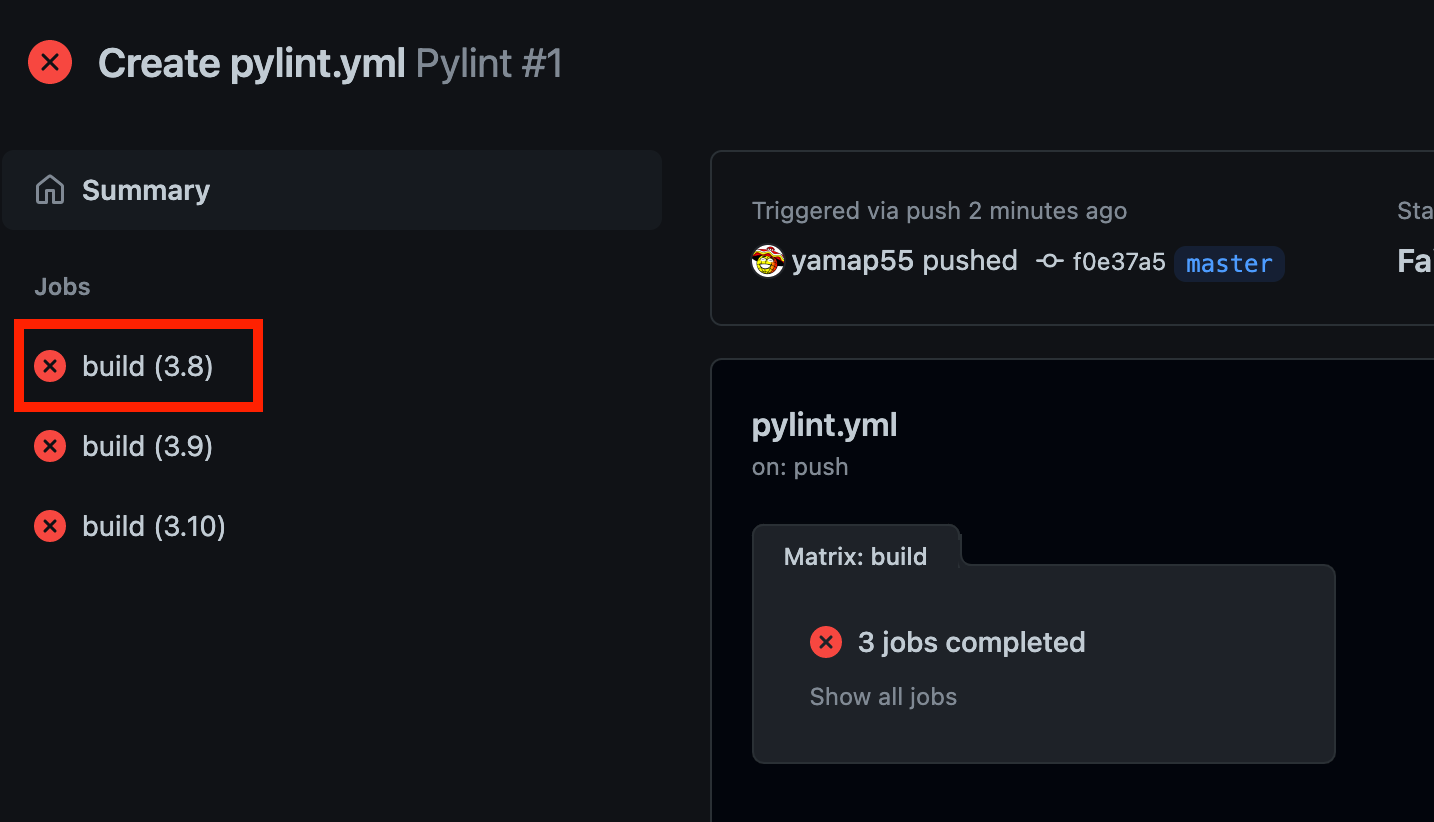 Create pylint.yml Pylint #1
Summary
Jobs
build (3.8)
build (3.9)
build (3.10)
Triggered via push 2 minutes ago
yamap55 pushed f0e37a5 master
pylint.yml
on: push
Matrix: build
3 jobs completed
Show all jobs